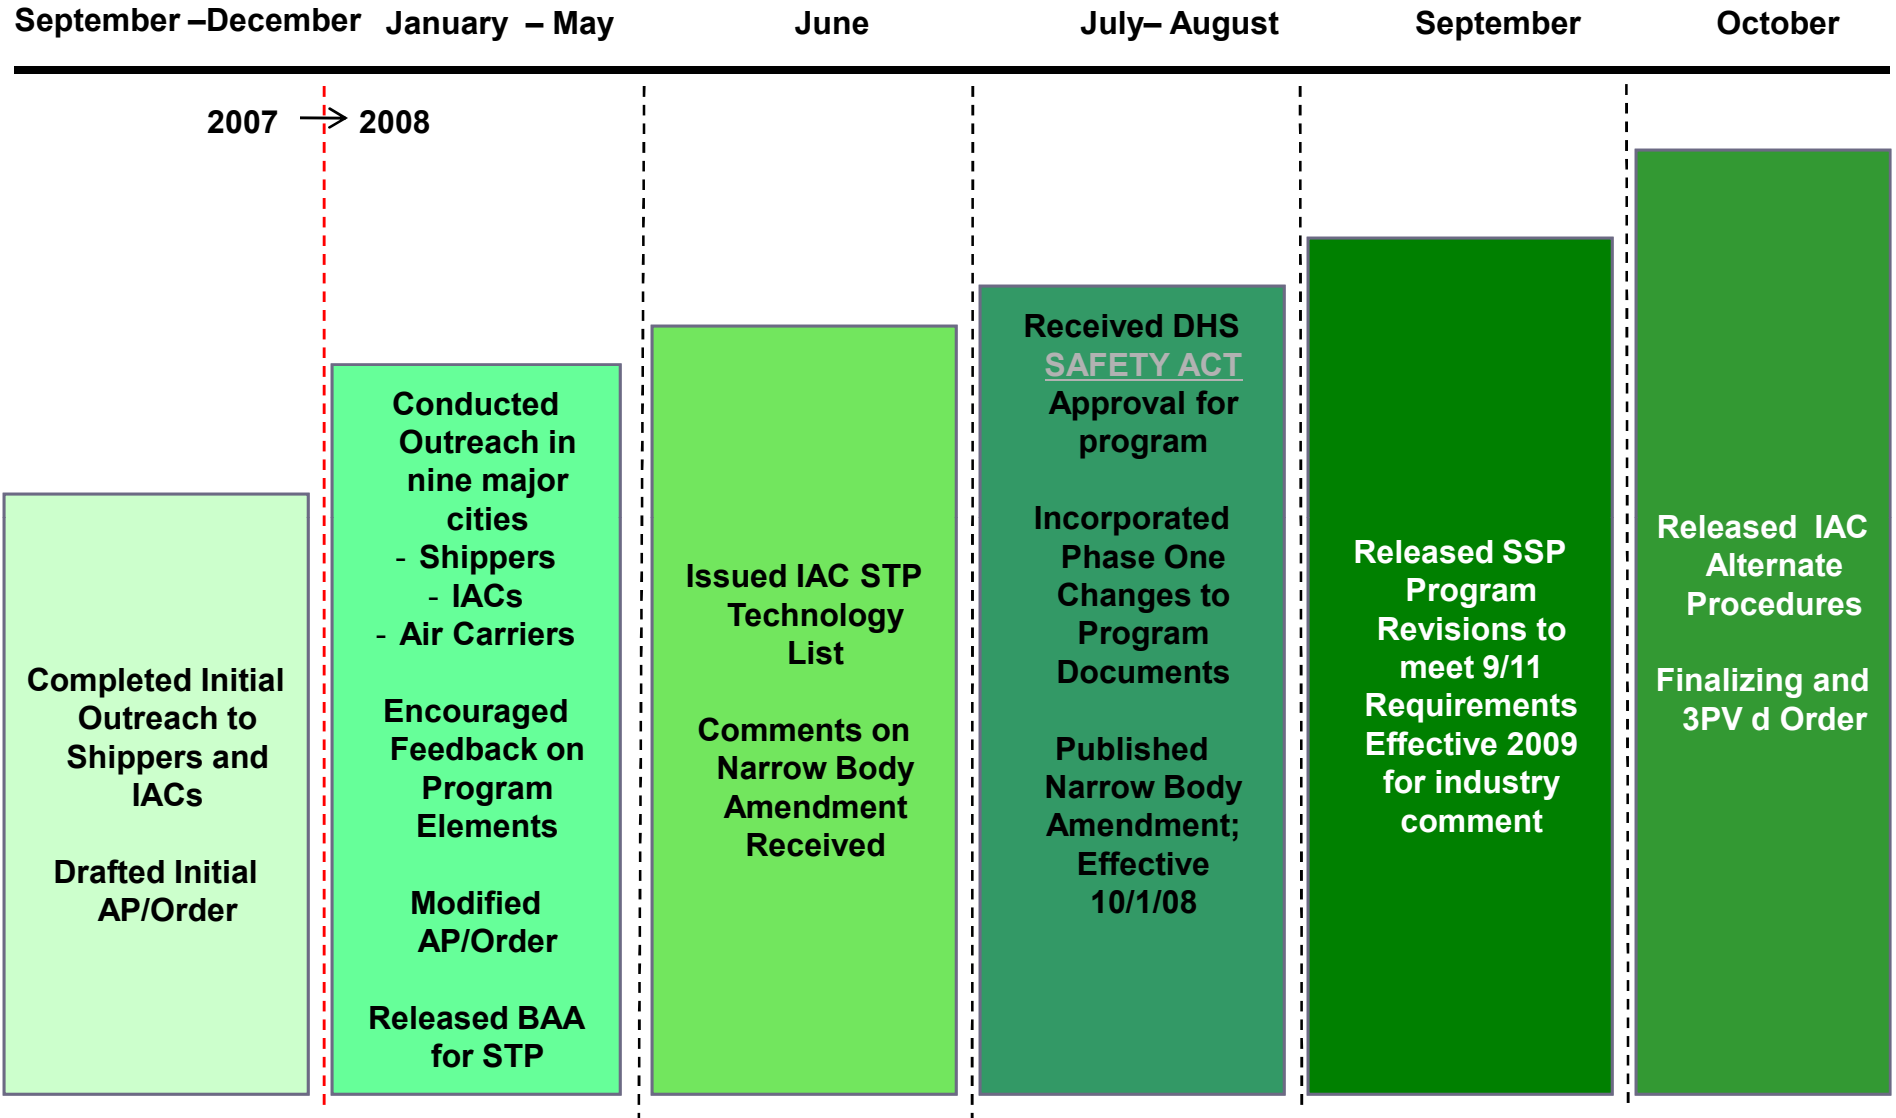 September –December
January – May
June
July– August
September
October
2007
2008
Completed Initial
Outreach to
Shippers and
IACs
Drafted Initial
AP/Order
Conducted
Outreach in
nine major
cities
- Shippers
- IACs
- Air Carriers
Encouraged
Feedback on
Program
Elements
Modified
AP/Order
Released BAA
for STP
Issued IAC STP
Technology
List
Comments on
Narrow Body
Amendment
Received
Received DHS
SAFETY ACT
Approval for
program
Incorporated
Phase One
Changes to
Program
Documents
Published
Narrow Body
Amendment;
Effective
10/1/08
Released SSP
Program
Revisions to
meet 9/11
Requirements
Effective 2009
for industry
comment
Released IAC
Alternate
Procedures
Finalizing and
3PV d Order